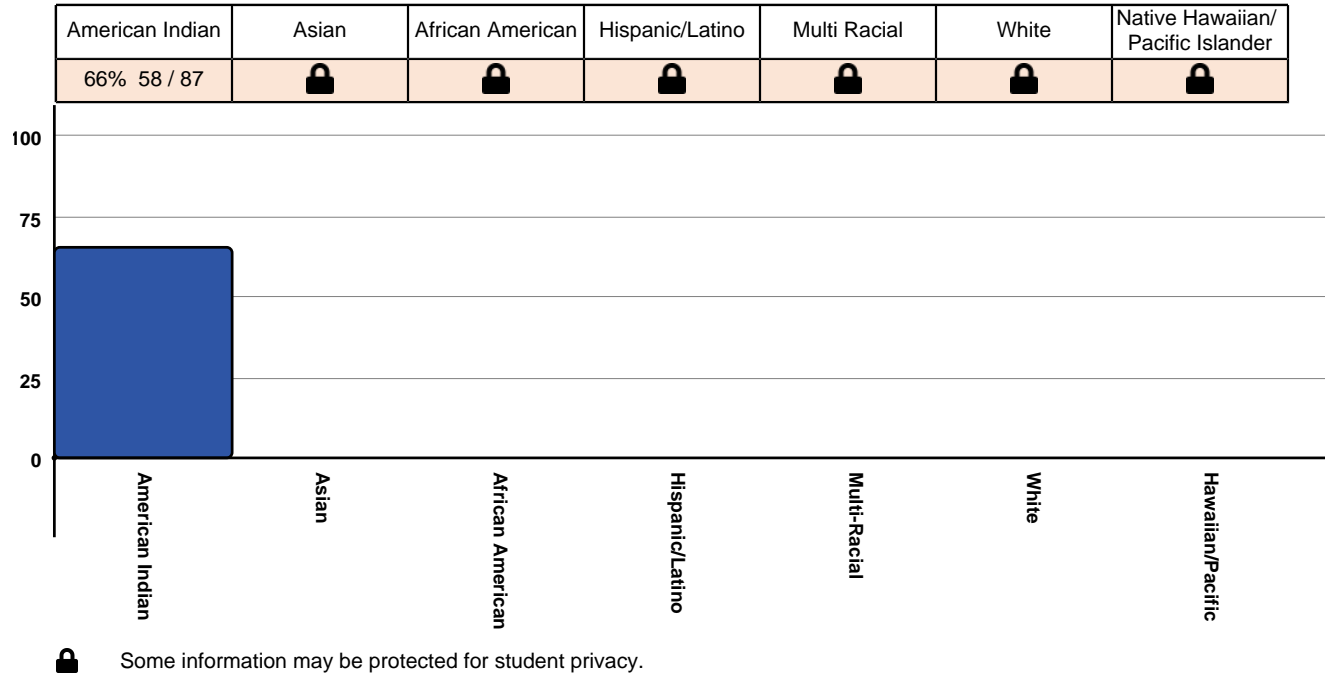 American Indian Asian African American Hispanic/Latino Multi Racial White Native Hawaiian/
Pacific Islander
66% 58 / 87
100
75
50
25
0
American Indian
Asian
African American
Hispanic/Latino
Multi-Racial
White
Hawaiian/Pacific
Some information may be protected for student privacy.